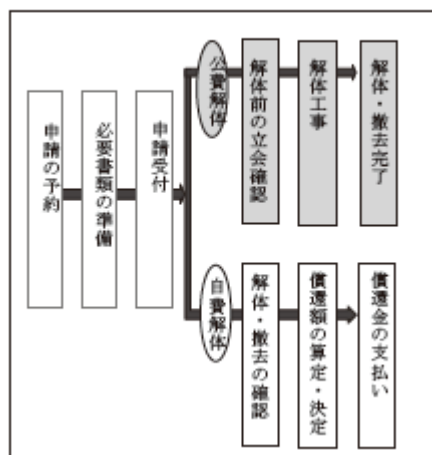 申請の予約
必要書類の準備
申請受付
公費解体
解体前の立会確認
解体工事
解体・撤去完了
自費解体
解体・撤去の確認
償還額の算定・決定
償還金の支払い